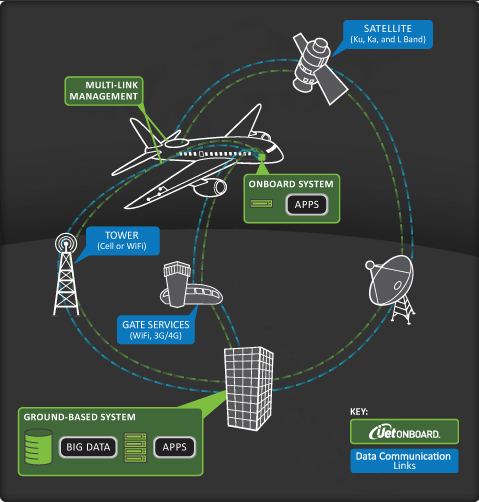 SATELLITE
(Ku, Ka, and L Band)
MULTI-LINK
MANAGEMENT
ONBOARD SYSTEM
APPS
TOWER
(Cell or WiFi)
GATE SERVICES
(WiFi, 3G/4G)
GROUND-BASED SYSTEM
BIG DATA
APPS
KEY:
iJetONBOARD.
Data Communication
Links